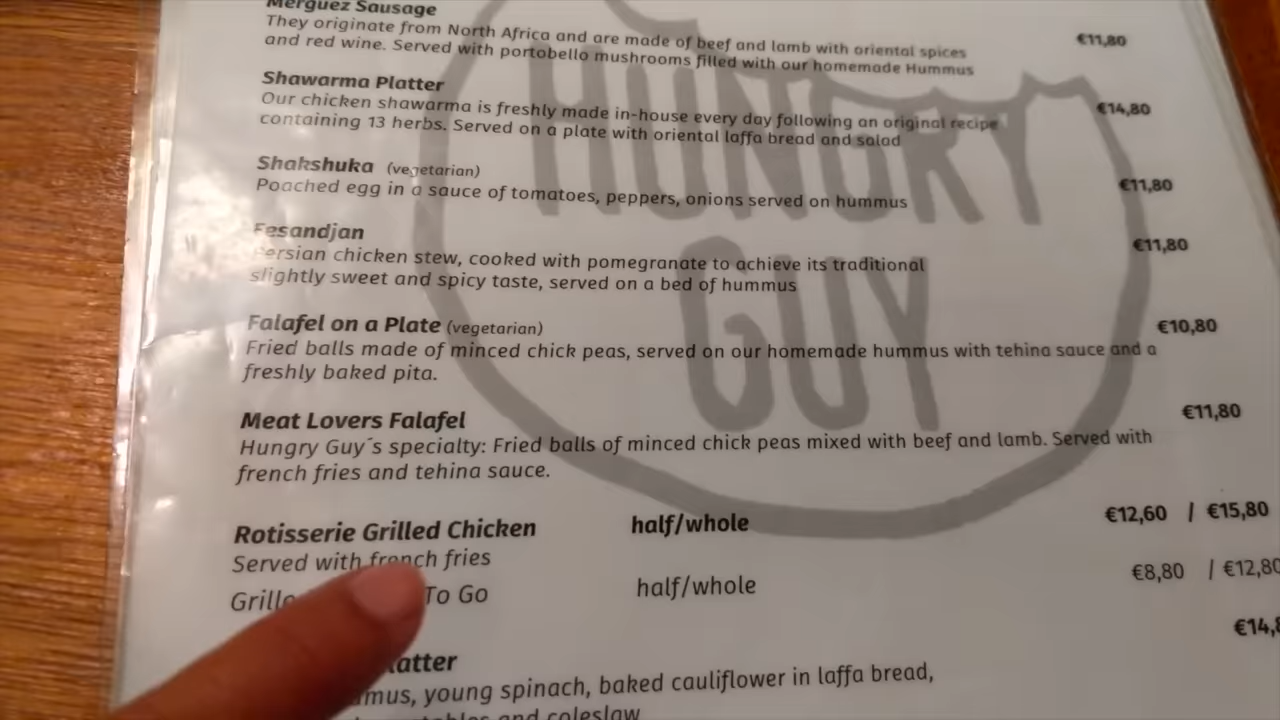 Merguez Sausage €11,80
They originate from North Africa and are made of beef and lamb with oriental spices
and red wine. Served with portobello mushrooms filled with our homemade Hummus
Shawarma Platter €14,80
Our chicken shawarma is freshly made in-house every day following an original recipe
containing 13 herbs. Served on a plate with oriental laffa bread and salad
Shakshuka (vegetarian) €11,80
Poached egg in a sauce of tomatoes, peppers, onions served on hummus
Fesandjan €11,80
Persian chicken stew, cooked with pomegranate to achieve its traditional
slightly sweet and spicy taste, served on a bed of hummus
Falafel on a Plate (vegetarian) €10,80
Fried balls made of minced chick peas, served on our homemade hummus with tehina sauce and a
freshly baked pita.
Meat Lovers Falafel €11,80
Hungry Guy´s specialty: Fried balls of minced chick peas mixed with beef and lamb. Served with
french fries and tehina sauce.
Rotisserie Grilled Chicken half/whole €12,60 / €15,80
Served with french fries
To Go half/whole €8,80 / €12,80
young spinach, baked cauliflower in laffa bread,
and coleslaw
HUNGRY
GUY